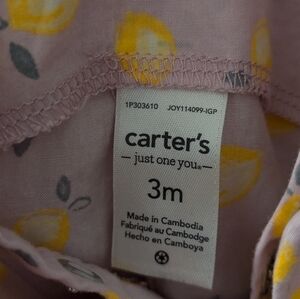 1P303610 JOY114099-IGP
carter's
just one you®
3m
Made in Cambodia
Fabriqué au Cambodge
Hecho en Camboya